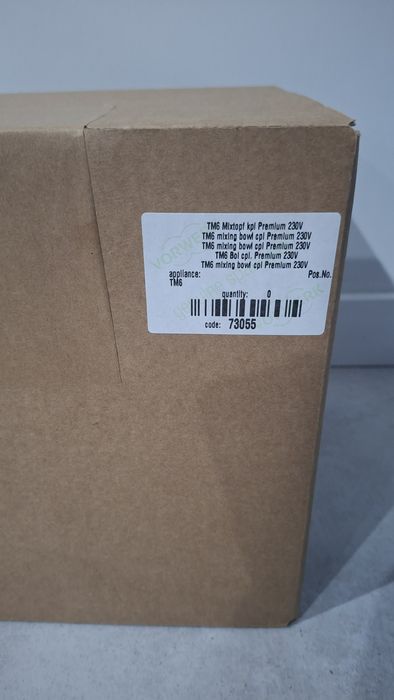 TM6 Mixtopf kpl Premium 230V
TM6 mixing bowl cpl Premium 230V
TM6 mixing bowl cpl Premium 230V
TM6 Bol cpl. Premium 230V
TM6 mixing bowl cpl Premium 230V
appliance: Pos.No.
TM6
quantity: 0
code: 73055